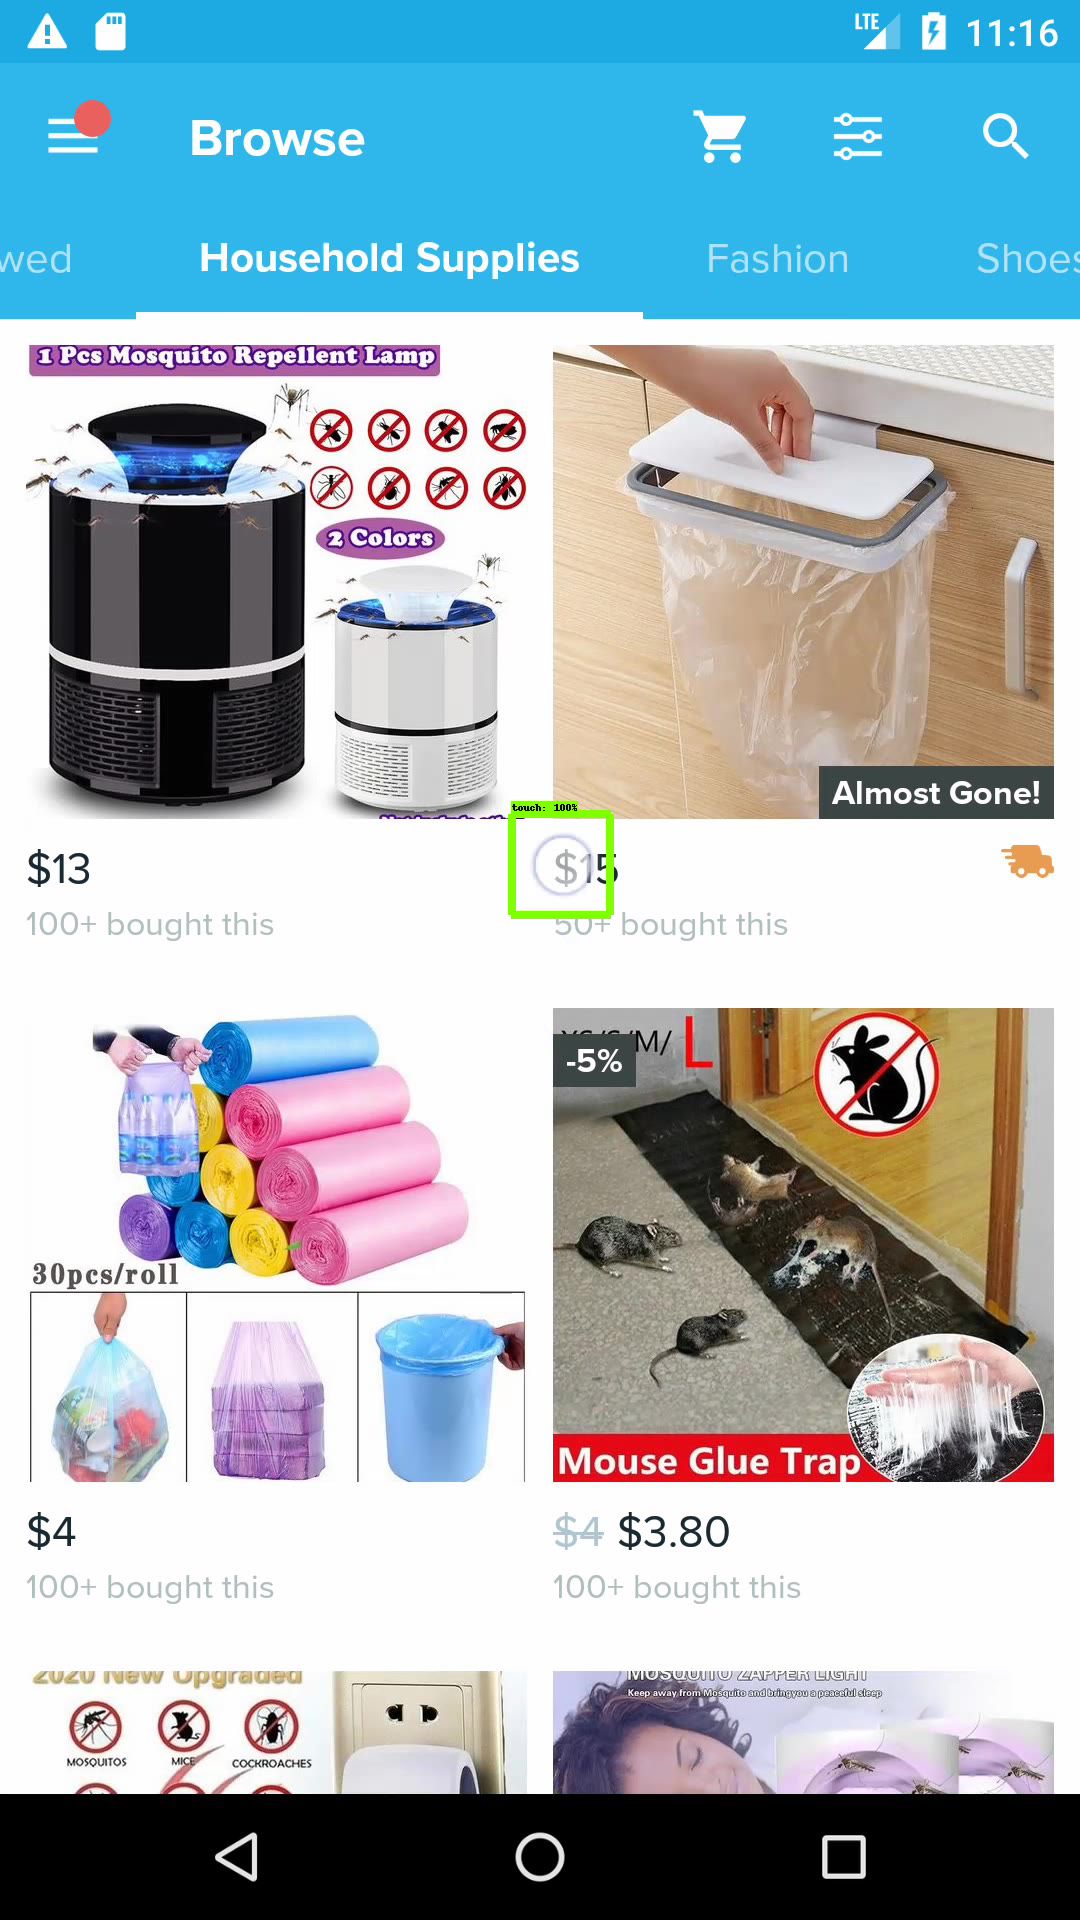 LTE 11:16
Browse
wed Household Supplies Fashion Shoes
1 Pcs Mosquito Repellent Lamp
2 Colors
Almost Gone!
touch: 100%
$13 $15
100+ bought this 50+ bought this
-5% M/ L
30pcs/roll
Mouse Glue Trap
$4 $4 $3.80
100+ bought this 100+ bought this
2020 New Upgraded
MOSQUITOS MICE COCKROACHES
MOSQUITO ZAPPER LIGHT
Keep away from Mosquito and bringyou a peaceful sleep